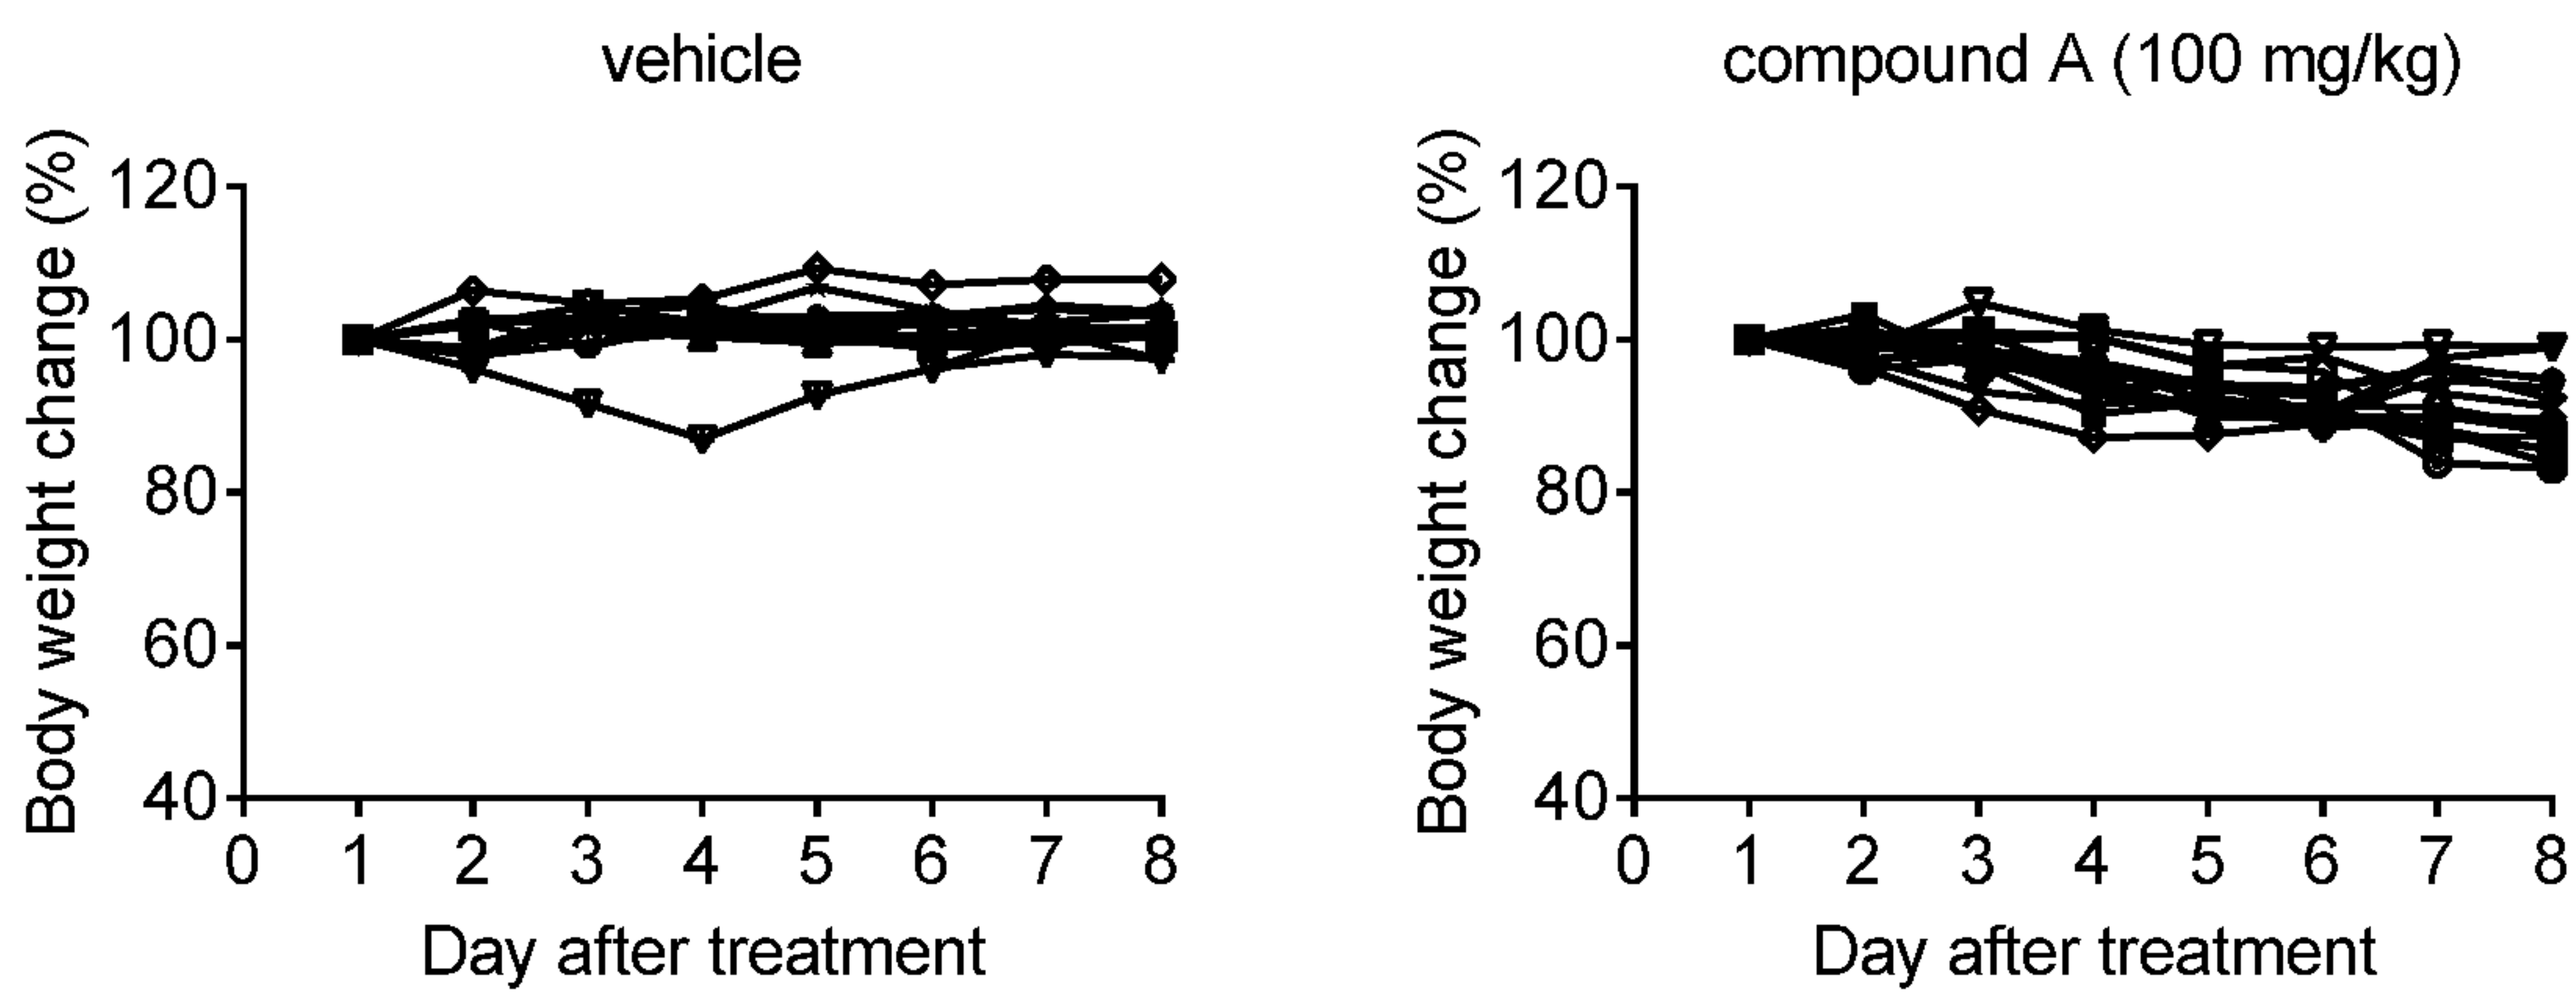 vehicle
Body weight change (%)
120
100
80
60
40
0 1 2 3 4 5 6 7 8
Day after treatment
compound A (100 mg/kg)
Body weight change (%)
120
100
80
60
40
0 1 2 3 4 5 6 7 8
Day after treatment